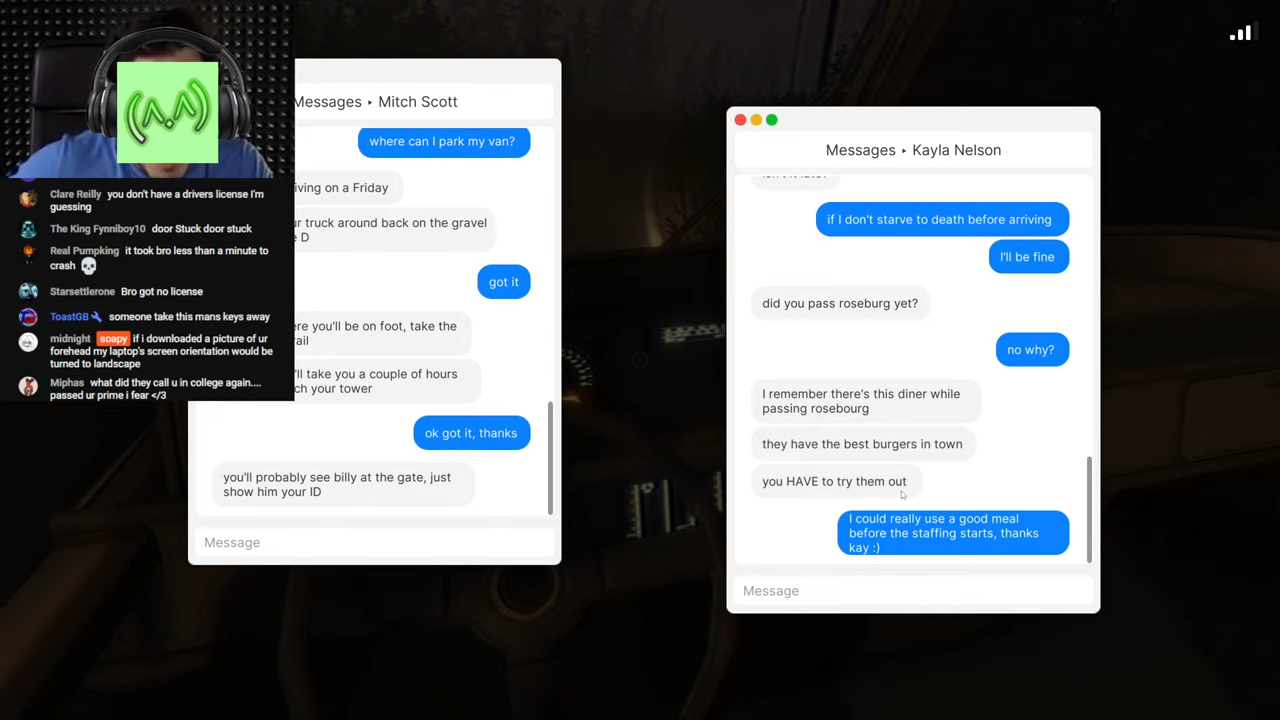 (^.^)
Clare Reilly you don't have a drivers license I'm
guessing
The King Fynniboy10 door Stuck door stuck
Real Pumpking it took bro less than a minute to
crash
Starsettlerone Bro got no license
ToastGB someone take this mans keys away
midnight soapy if i downloaded a picture of ur
forehead my laptop's screen orientation would be
turned to landscape
Miphas what did they call u in college again....
passed ur prime i fear </3
Messages ▸ Mitch Scott
where can I park my van?
iving on a Friday
ur truck around back on the gravel
e D
got it
ere you'll be on foot, take the
rail
'll take you a couple of hours
ch your tower
ok got it, thanks
you'll probably see billy at the gate, just
show him your ID
Message
Messages ▸ Kayla Nelson
if I don't starve to death before arriving
I'll be fine
did you pass roseburg yet?
no why?
I remember there's this diner while
passing rosebourg
they have the best burgers in town
you HAVE to try them out
I could really use a good meal
before the staffing starts, thanks
kay :)
Message